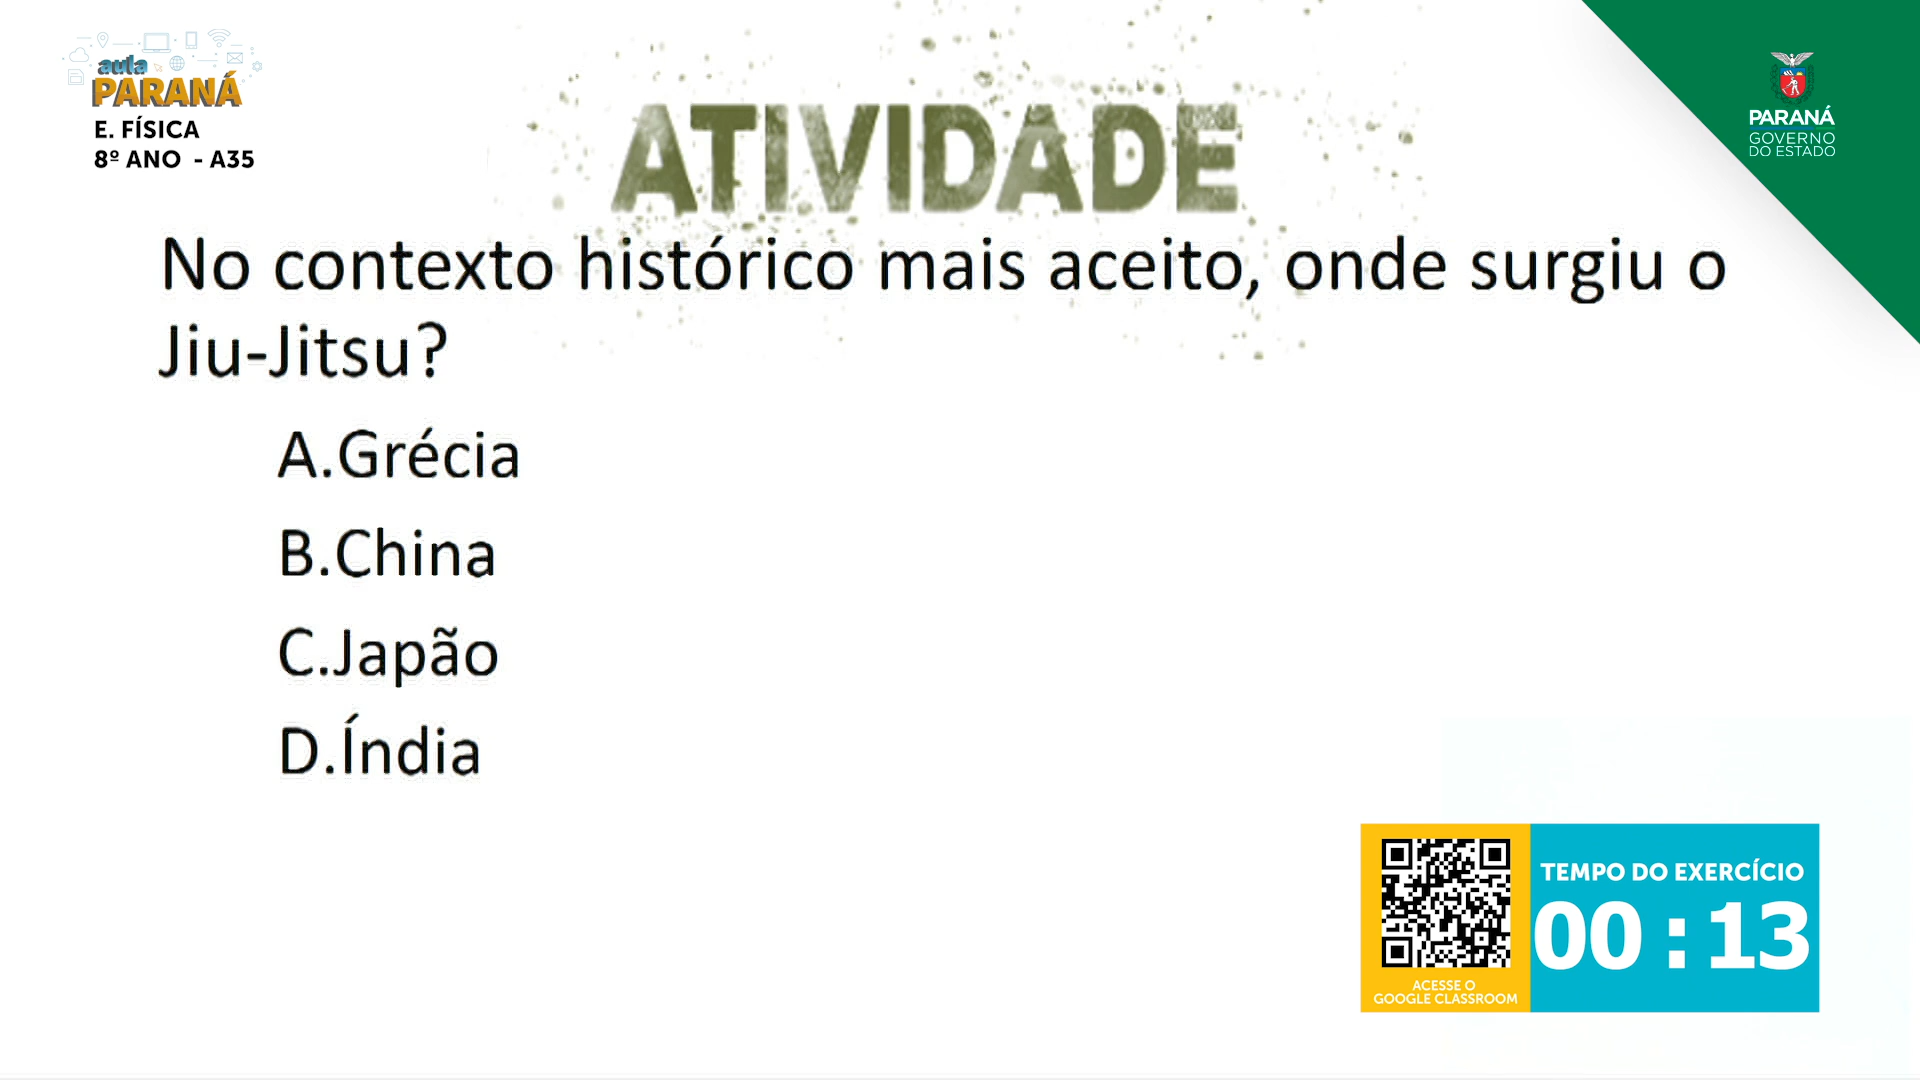 aula
PARANÁ
E. FÍSICA
8º ANO - A35
PARANÁ
GOVERNO
DO ESTADO
ATIVIDADE
No contexto histórico mais aceito, onde surgiu o
Jiu-Jitsu?
A.Grécia
B.China
C.Japão
D.Índia
ACESSE O
GOOGLE CLASSROOM
TEMPO DO EXERCÍCIO
00 : 13